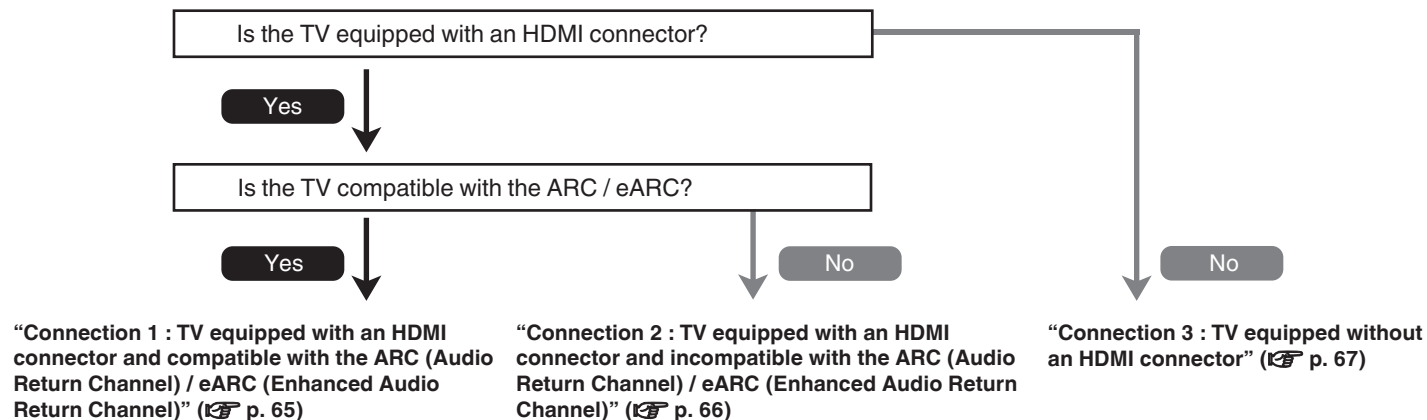 Is the TV equipped with an HDMI connector?
Yes
Is the TV compatible with the ARC / eARC?
Yes
No
No
“Connection 1 : TV equipped with an HDMI
connector and compatible with the ARC (Audio
Return Channel) / eARC (Enhanced Audio
Return Channel)” (☞ p. 65)
“Connection 2 : TV equipped with an HDMI
connector and incompatible with the ARC (Audio
Return Channel) / eARC (Enhanced Audio Return
Channel)” (☞ p. 66)
“Connection 3 : TV equipped without
an HDMI connector” (☞ p. 67)